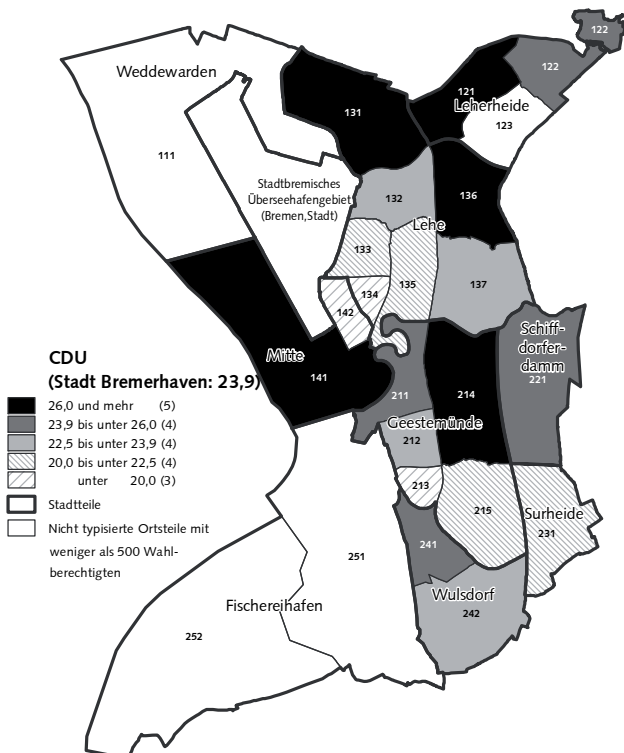 122
122
121
Leherheide
123
Weddewarden
131
111
136
Stadtbremisches
Überseehafengebiet
(Bremen,Stadt)
132
Lehe
133
137
135
134
142
Schiff-
dorfer-
damm
221
Mitte
141
CDU
(Stadt Bremerhaven: 23,9)
26,0 und mehr (5)
23,9 bis unter 26,0 (4)
22,5 bis unter 23,9 (4)
20,0 bis unter 22,5 (4)
unter 20,0 (3)
Stadtteile
Nicht typisierte Ortsteile mit
weniger als 500 Wahl-
berechtigten
211
214
Geestemünde
212
213
215
Surheide
231
241
251
Wulsdorf
242
Fischereihafen
252